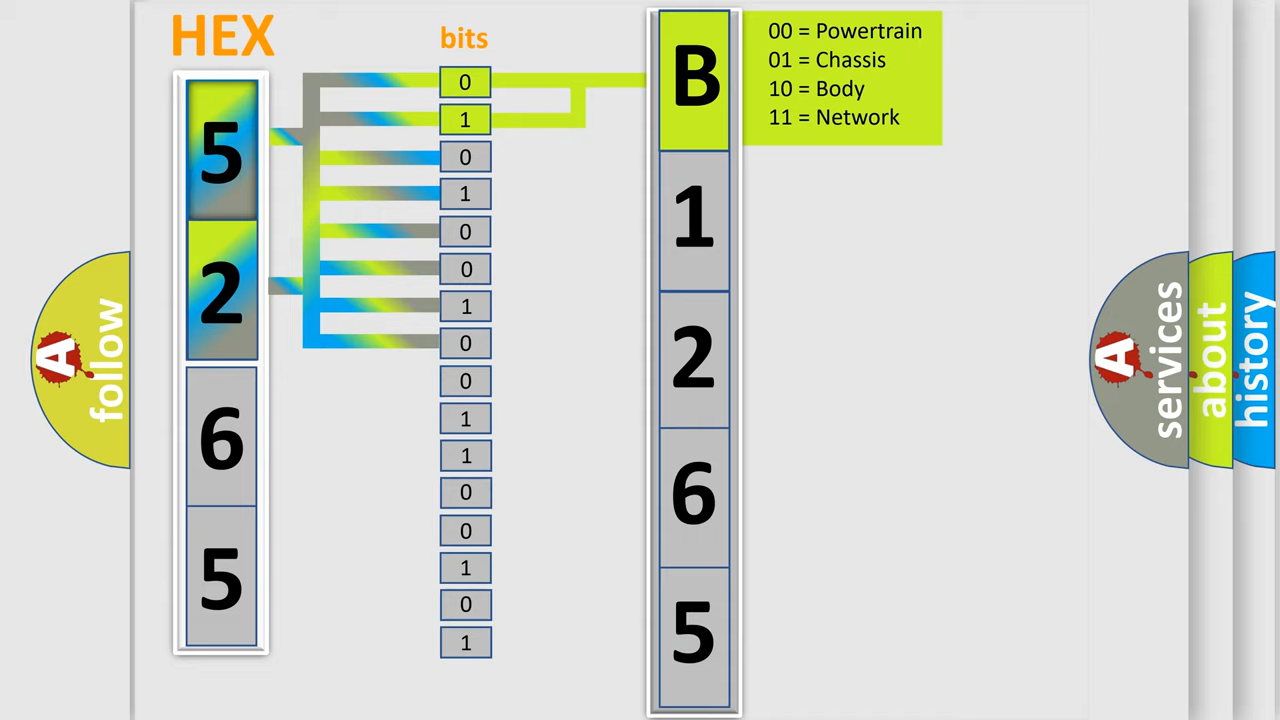 HEX
bits
5
2
6
5
0
1
0
1
0
0
1
0
0
1
1
0
0
1
0
1
B
1
2
6
5
00 = Powertrain
01 = Chassis
10 = Body
11 = Network
A
follow
A
services
about
history